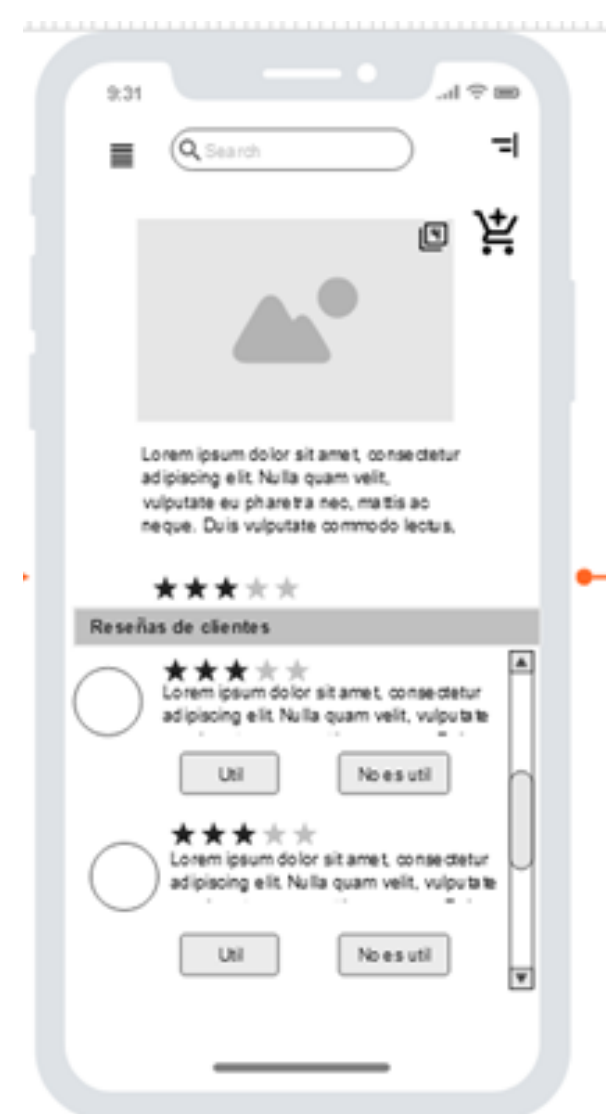 9:31
Search
Lorem ipsum dolor sit amet, consectetur
adipiscing elit. Nulla quam velit,
vulputate eu pharetra nec, mattis ac
neque. Duis vulputate commodo lectus,
Reseñas de clientes
Lorem ipsum dolor sit amet, consectetur
adipiscing elit. Nulla quam velit, vulputate
Util
No es util
Lorem ipsum dolor sit amet, consectetur
adipiscing elit. Nulla quam velit, vulputate
Util
No es util